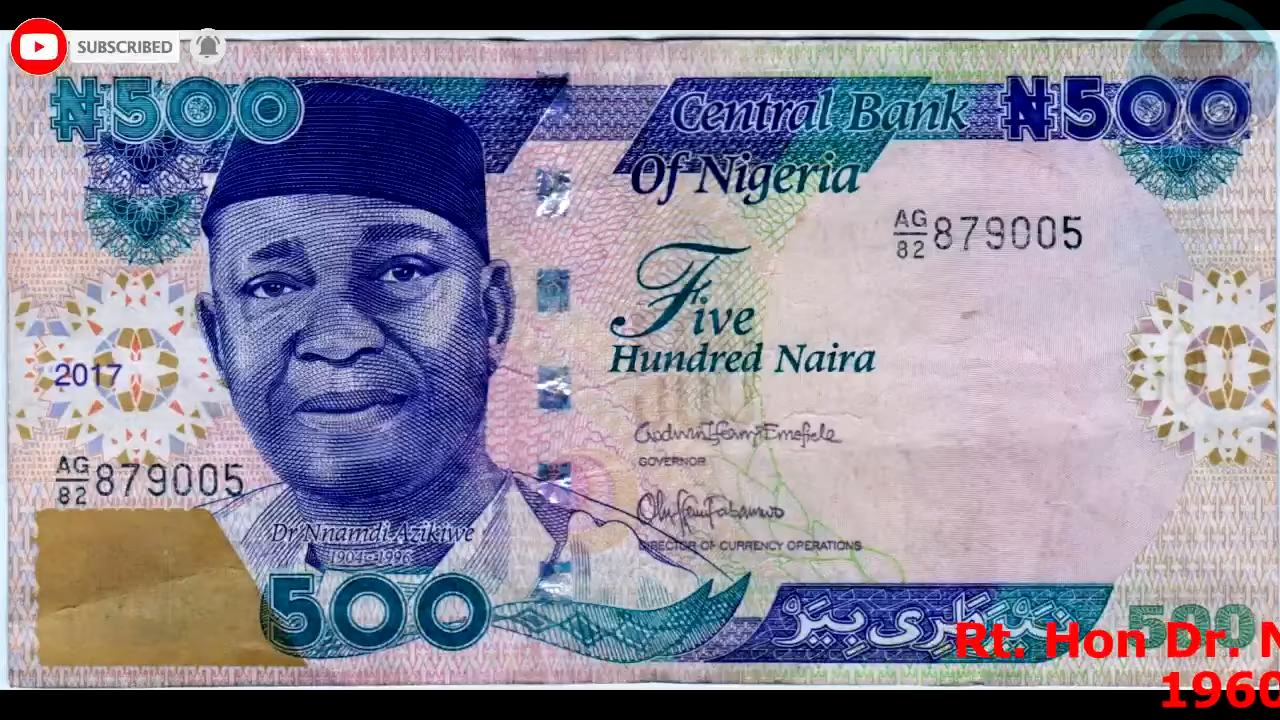 SUBSCRIBED
₦500
Central Bank
Of Nigeria
₦500
AG
82 879005
Five
Hundred Naira
2017
GOVERNOR
AG
82 879005
DIRECTOR OF CURRENCY OPERATIONS
Dr Nnamdi Azikiwe
1904-1996
500
500
Rt. Hon Dr. N
1960